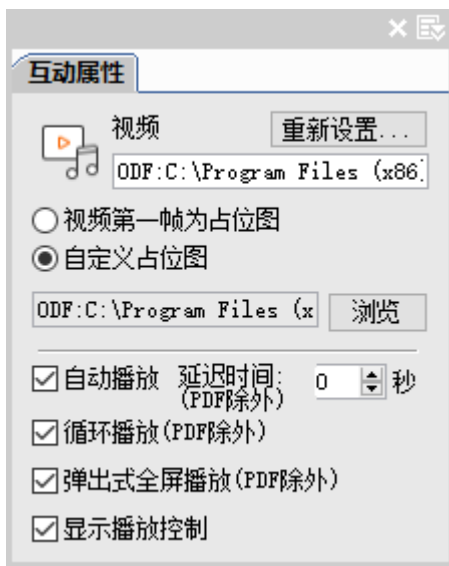 互动属性
视频
重新设置...
ODF:C:\Program Files (x86)
视频第一帧为占位图
自定义占位图
ODF:C:\Program Files (x
浏览
自动播放 延迟时间: 0 秒
(PDF除外)
循环播放(PDF除外)
弹出式全屏播放(PDF除外)
显示播放控制